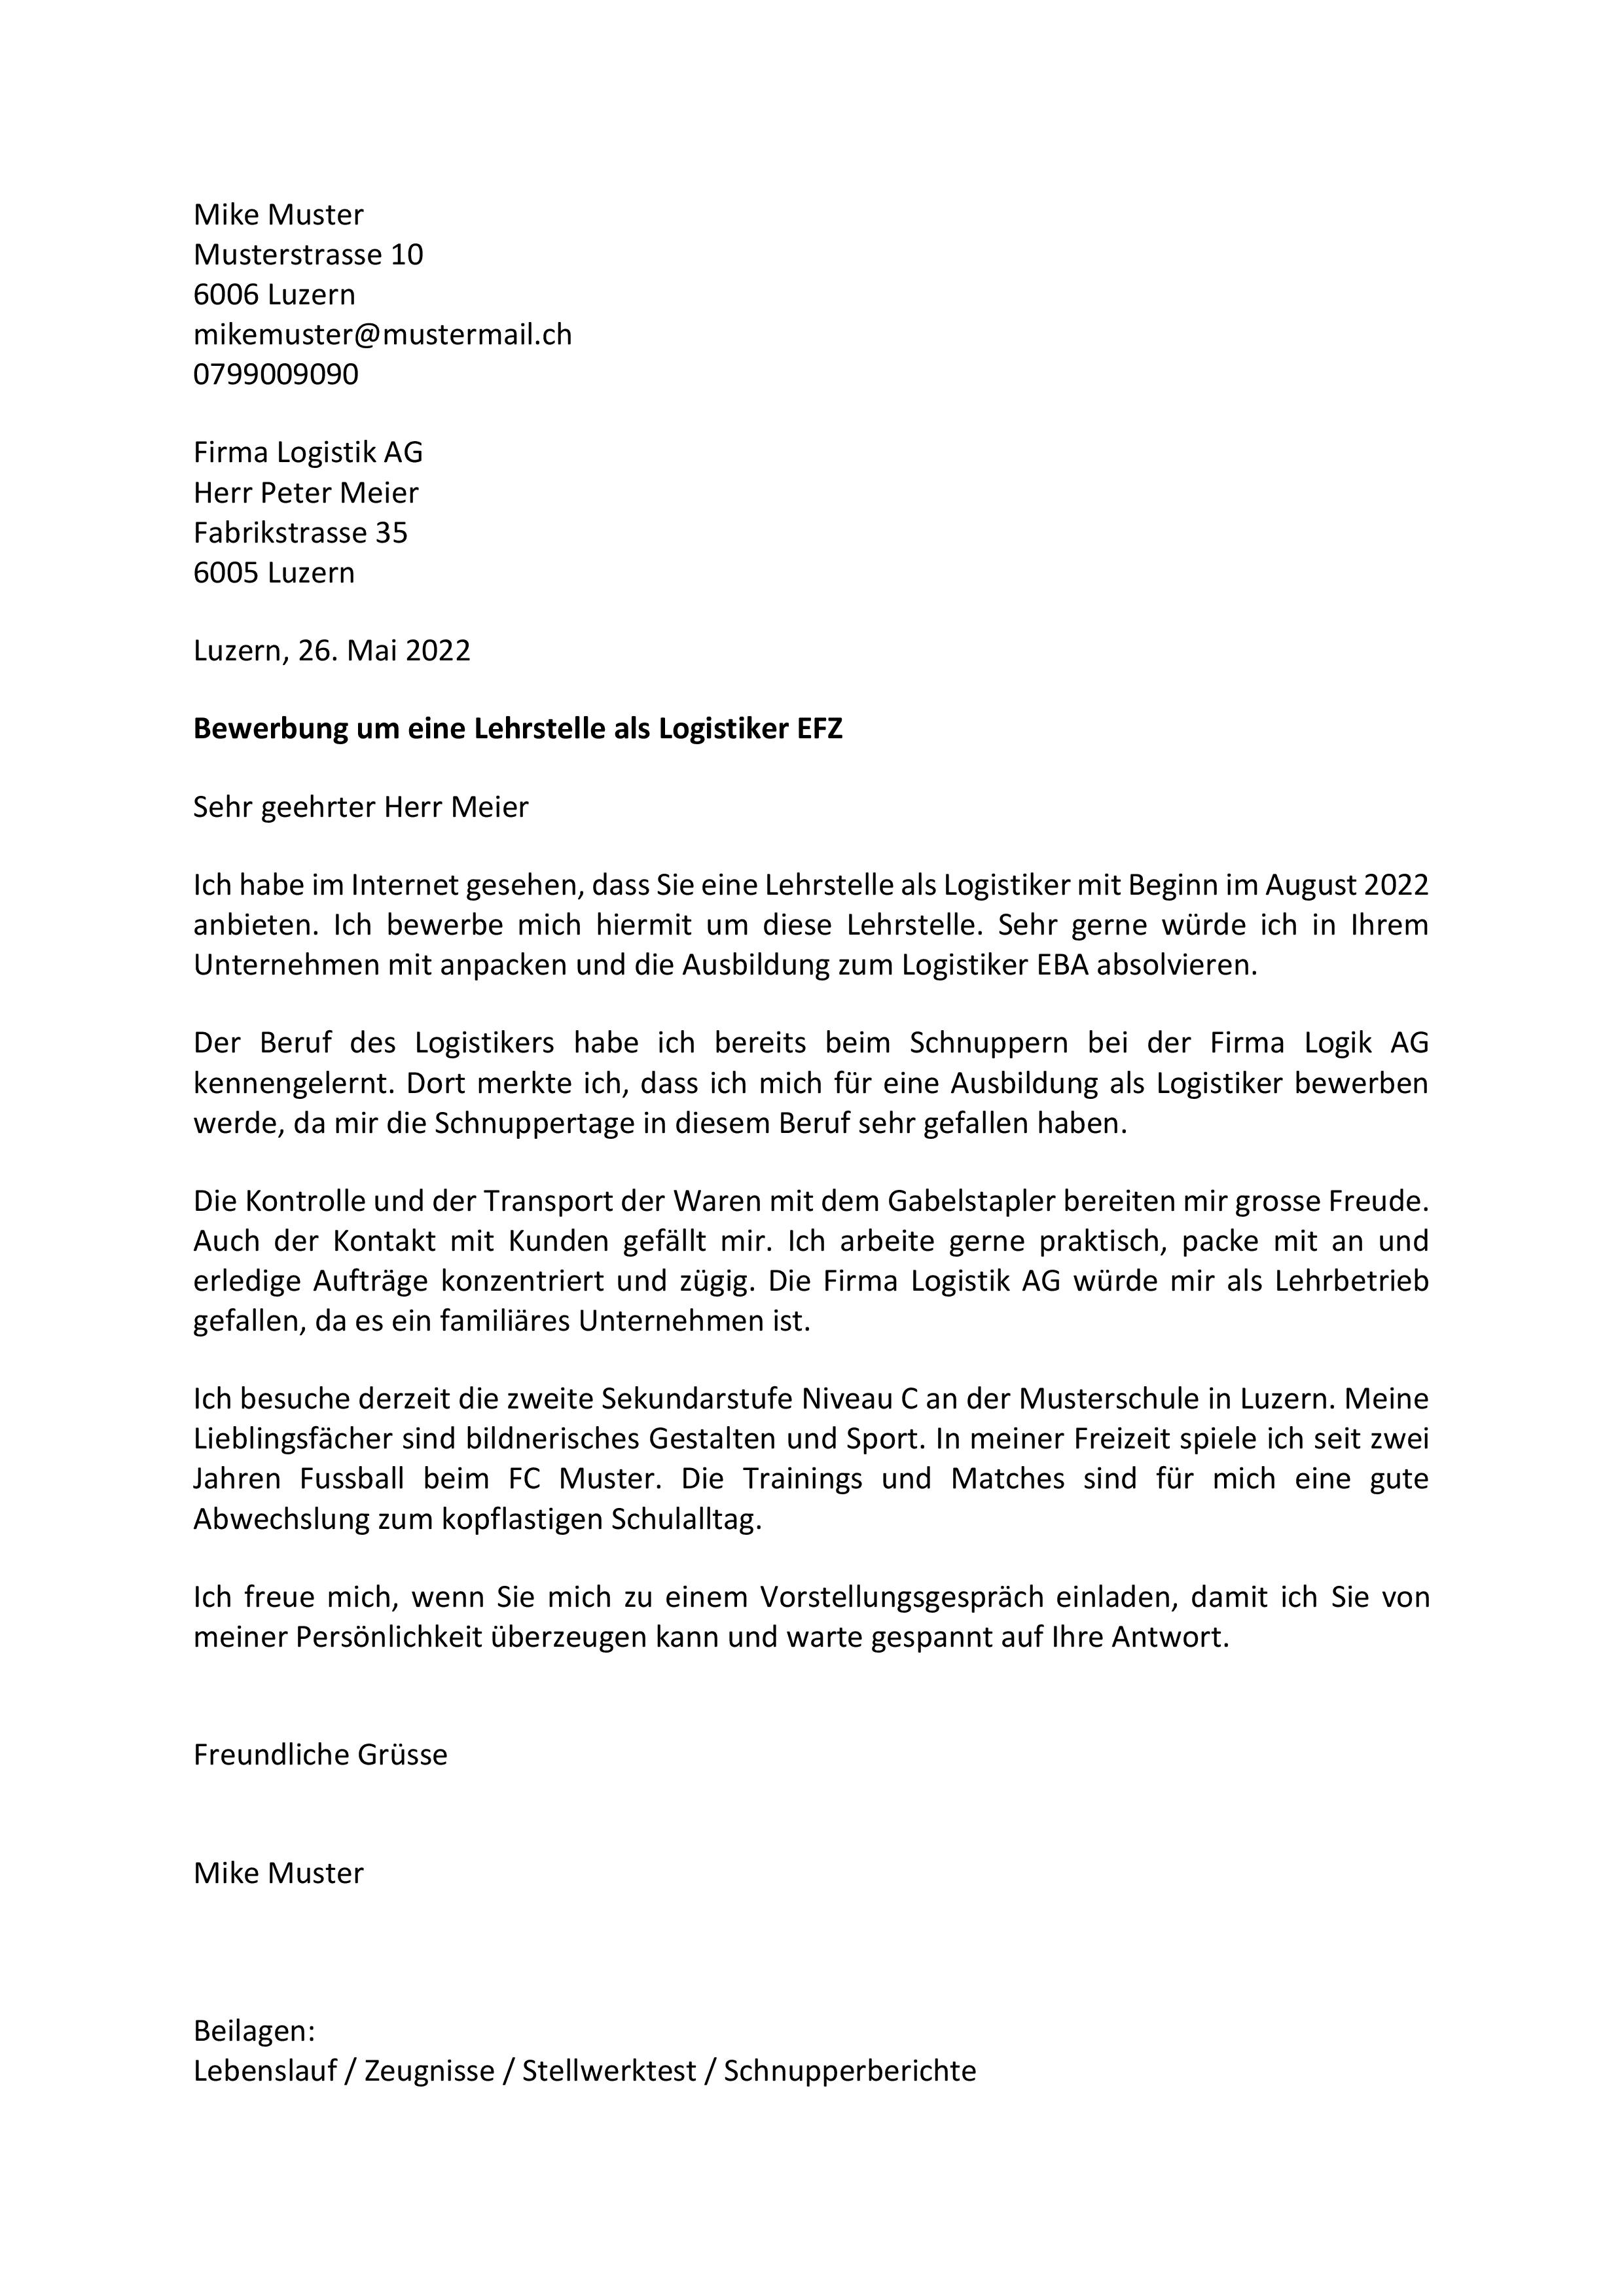 Mike Muster
Musterstrasse 10
6006 Luzern
mikemuster@mustermail.ch
0799009090
Firma Logistik AG
Herr Peter Meier
Fabrikstrasse 35
6005 Luzern
Luzern, 26. Mai 2022
Bewerbung um eine Lehrstelle als Logistiker EFZ
Sehr geehrter Herr Meier
Ich habe im Internet gesehen, dass Sie eine Lehrstelle als Logistiker mit Beginn im August 2022
anbieten. Ich bewerbe mich hiermit um diese Lehrstelle. Sehr gerne würde ich in Ihrem
Unternehmen mit anpacken und die Ausbildung zum Logistiker EBA absolvieren.
Der Beruf des Logistikers habe ich bereits beim Schnuppern bei der Firma Logik AG
kennengelernt. Dort merkte ich, dass ich mich für eine Ausbildung als Logistiker bewerben
werde, da mir die Schnuppertage in diesem Beruf sehr gefallen haben.
Die Kontrolle und der Transport der Waren mit dem Gabelstapler bereiten mir grosse Freude.
Auch der Kontakt mit Kunden gefällt mir. Ich arbeite gerne praktisch, packe mit an und
erledige Aufträge konzentriert und zügig. Die Firma Logistik AG würde mir als Lehrbetrieb
gefallen, da es ein familiäres Unternehmen ist.
Ich besuche derzeit die zweite Sekundarstufe Niveau C an der Musterschule in Luzern. Meine
Lieblingsfächer sind bildnerisches Gestalten und Sport. In meiner Freizeit spiele ich seit zwei
Jahren Fussball beim FC Muster. Die Trainings und Matches sind für mich eine gute
Abwechslung zum kopflastigen Schulalltag.
Ich freue mich, wenn Sie mich zu einem Vorstellungsgespräch einladen, damit ich Sie von
meiner Persönlichkeit überzeugen kann und warte gespannt auf Ihre Antwort.
Freundliche Grüsse
Mike Muster
Beilagen:
Lebenslauf / Zeugnisse / Stellwerktest / Schnupperberichte